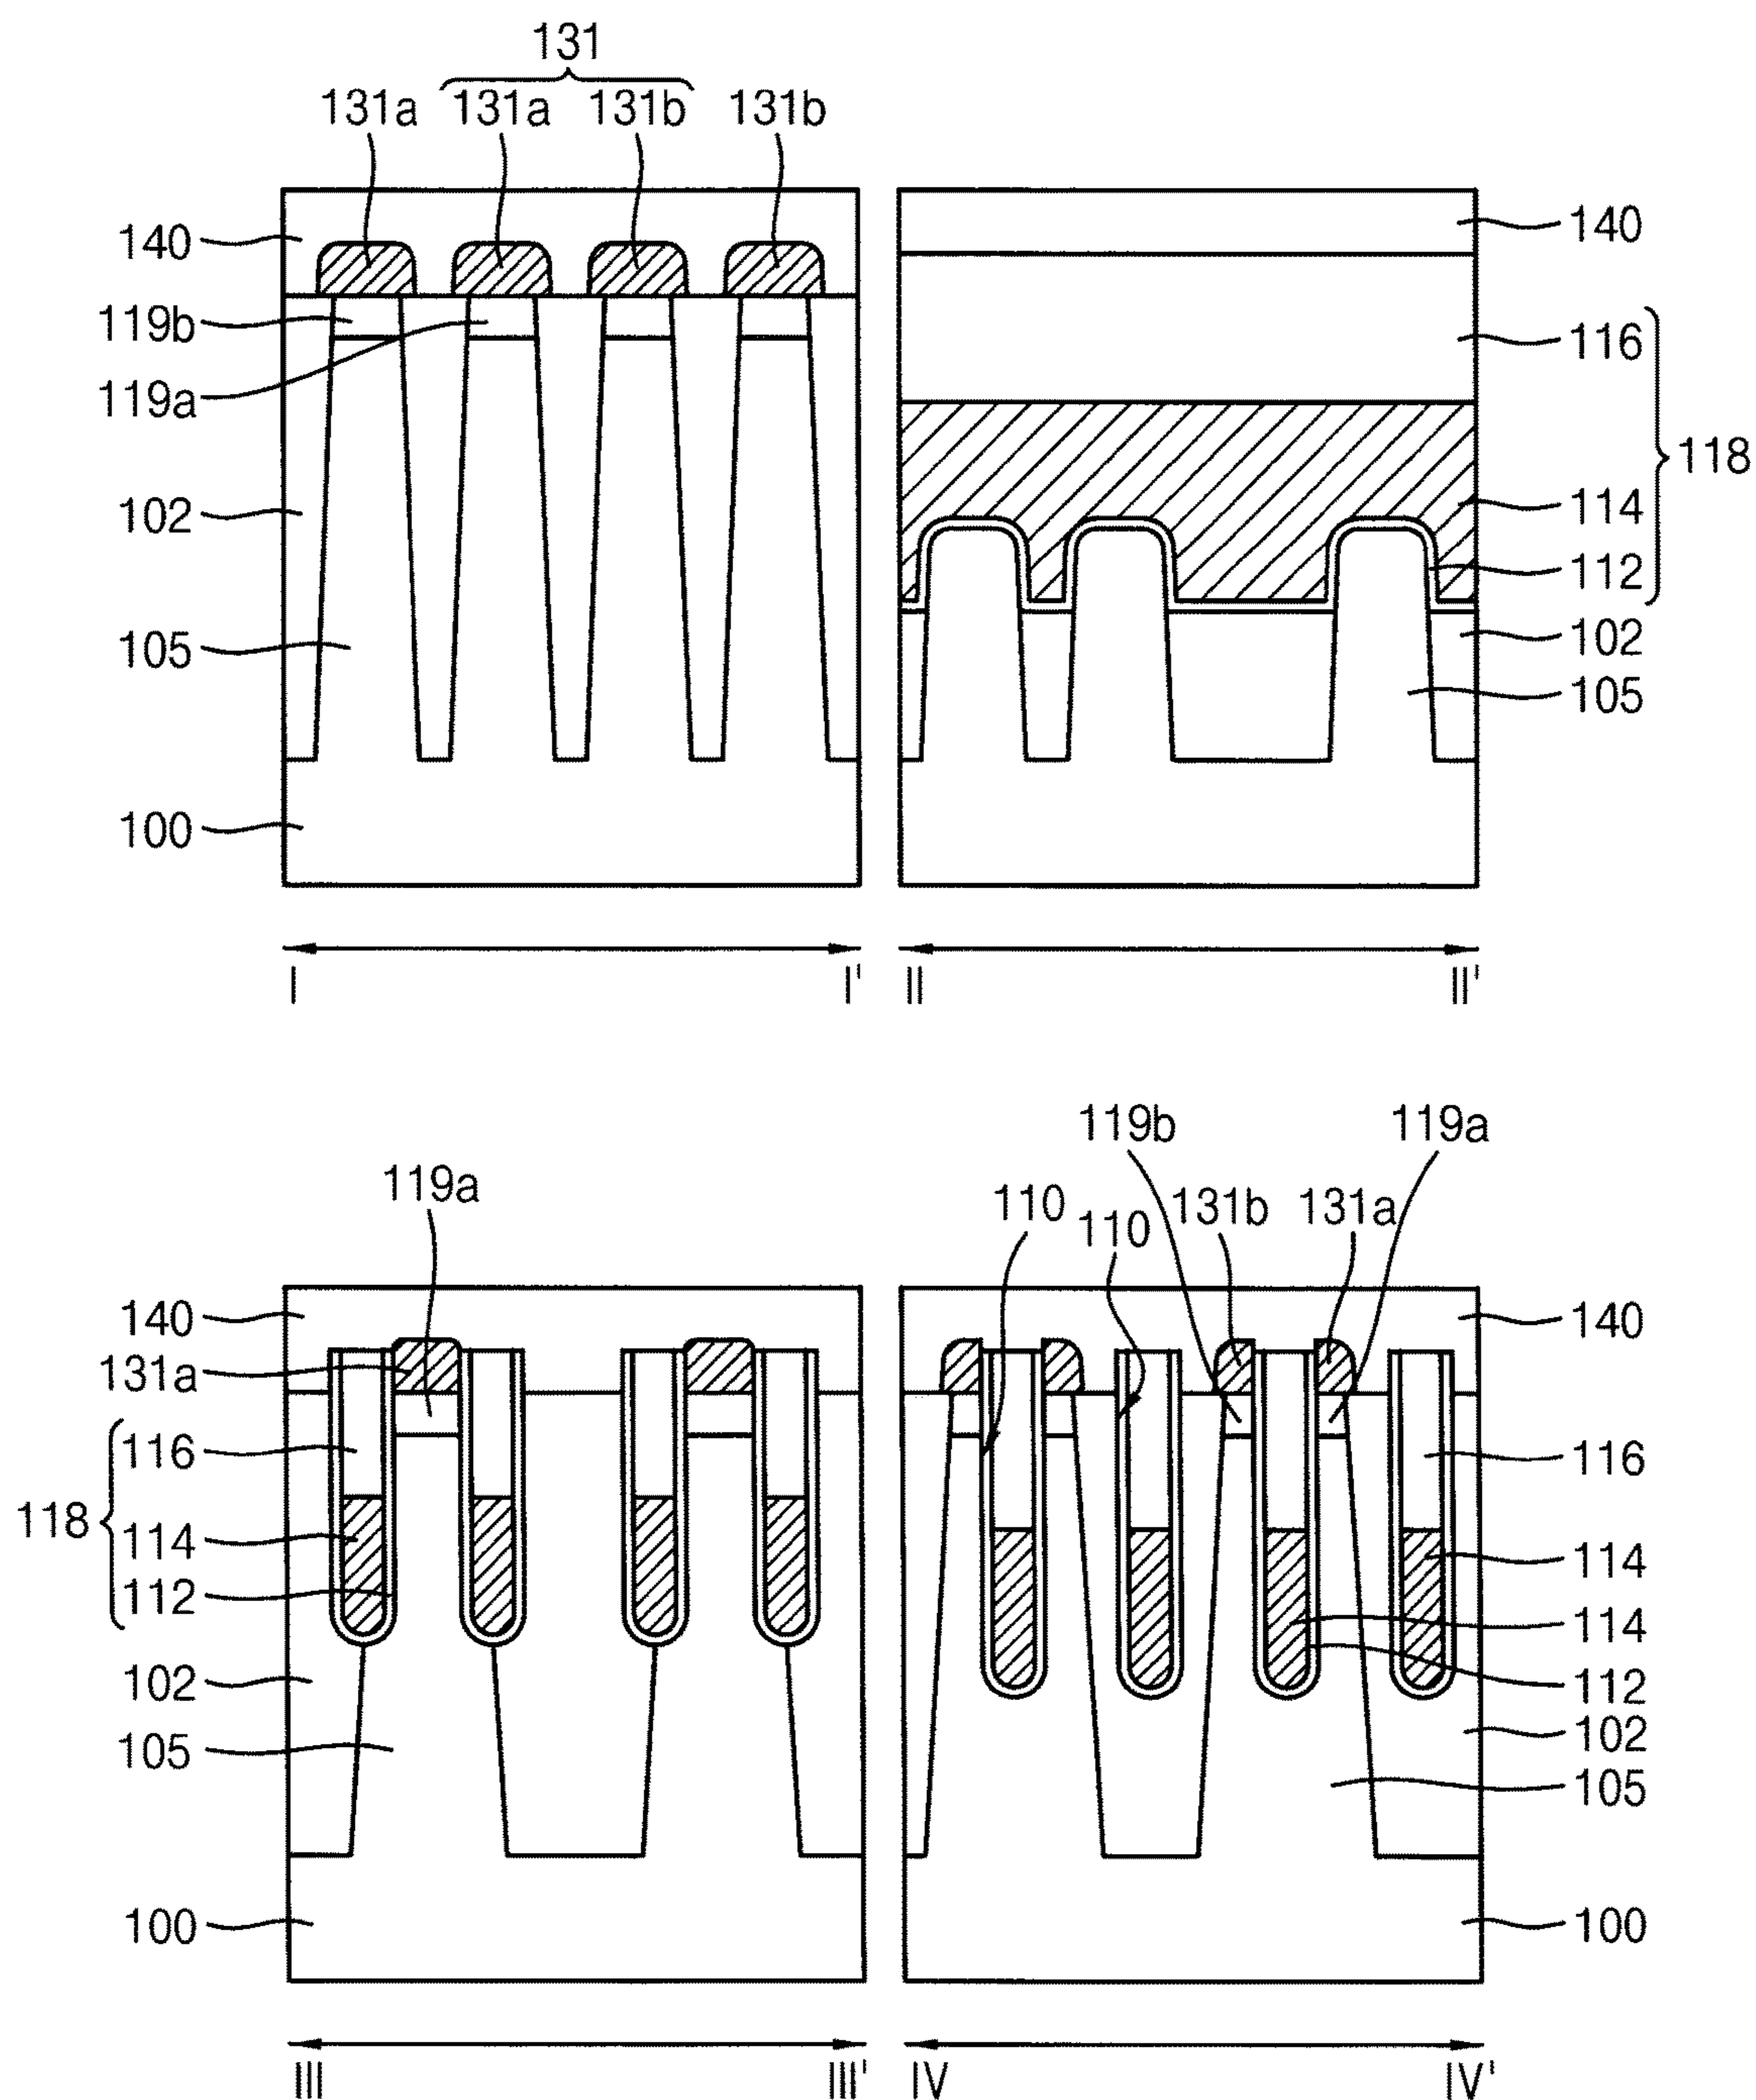 131
131a 131a 131b 131b
140 140
119b 116
119a
118
102 114
112
105 102
105
100
I I' II II'
119b 119a
119a 110 110 131b 131a
140 140
131a
116 116
118 114 114
112 114
102 112
102
105 105
100 100
III III' IV IV'